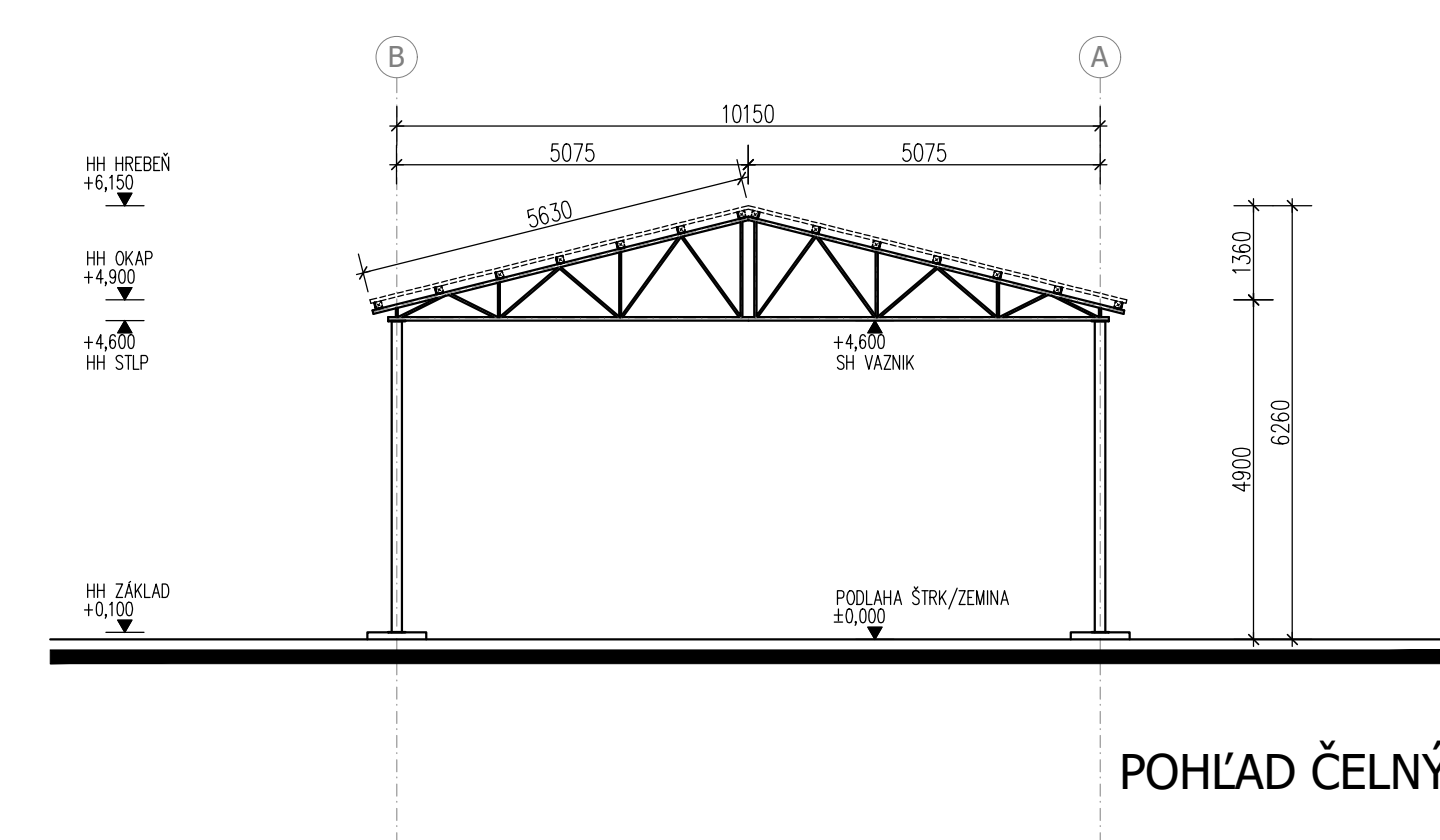 B
A
10150
5075
5075
5630
HH HREBEŇ
+6,150
HH OKAP
+4,900
+4,600
HH STLP
+4,600
SH VAZNIK
1360
6260
4900
HH ZÁKLAD
+0,100
PODLAHA ŠTRK/ZEMINA
±0,000
POHĽAD ČELNÝ